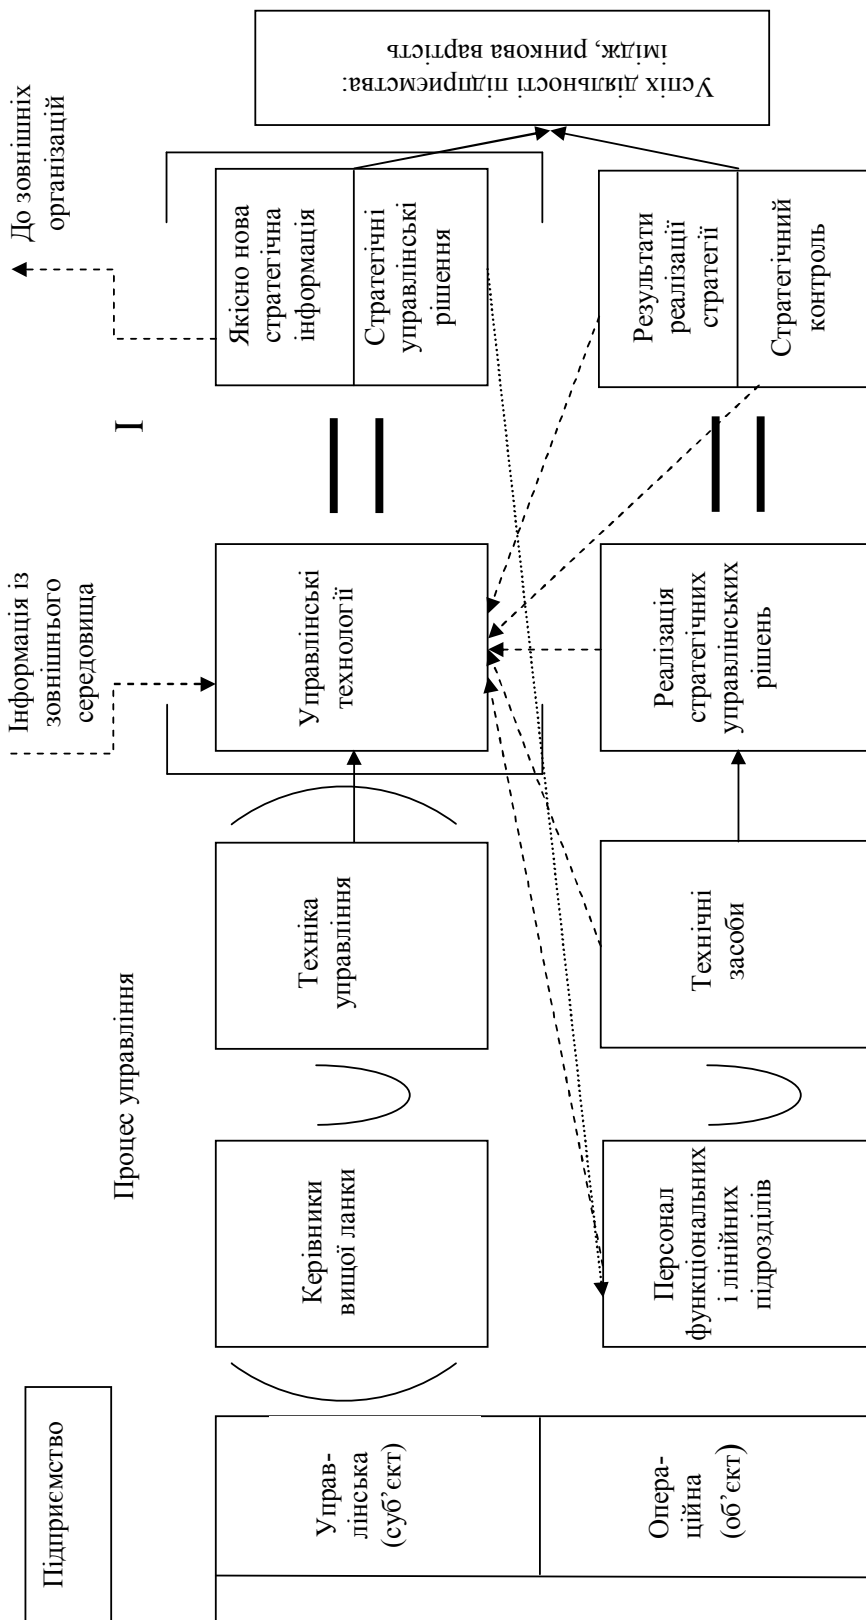 Підприємство
Процес управління
Інформація із
зовнішнього
середовища
І
До зовнішніх
організацій
Управ-
лінська
(суб’єкт)
Керівники
вищої ланки
Техніка
управління
Управлінські
технології
Якісно нова
стратегічна
інформація
Стратегічні
управлінські
рішення
Успіх діяльності підприємства:
імідж, ринкова вартість
Опера-
ційна
(об’єкт)
Персонал
функціональних
і лінійних
підрозділів
Технічні
засоби
Реалізація
стратегічних
управлінських
рішень
Результати
реалізації
стратегії
Стратегічний
контроль